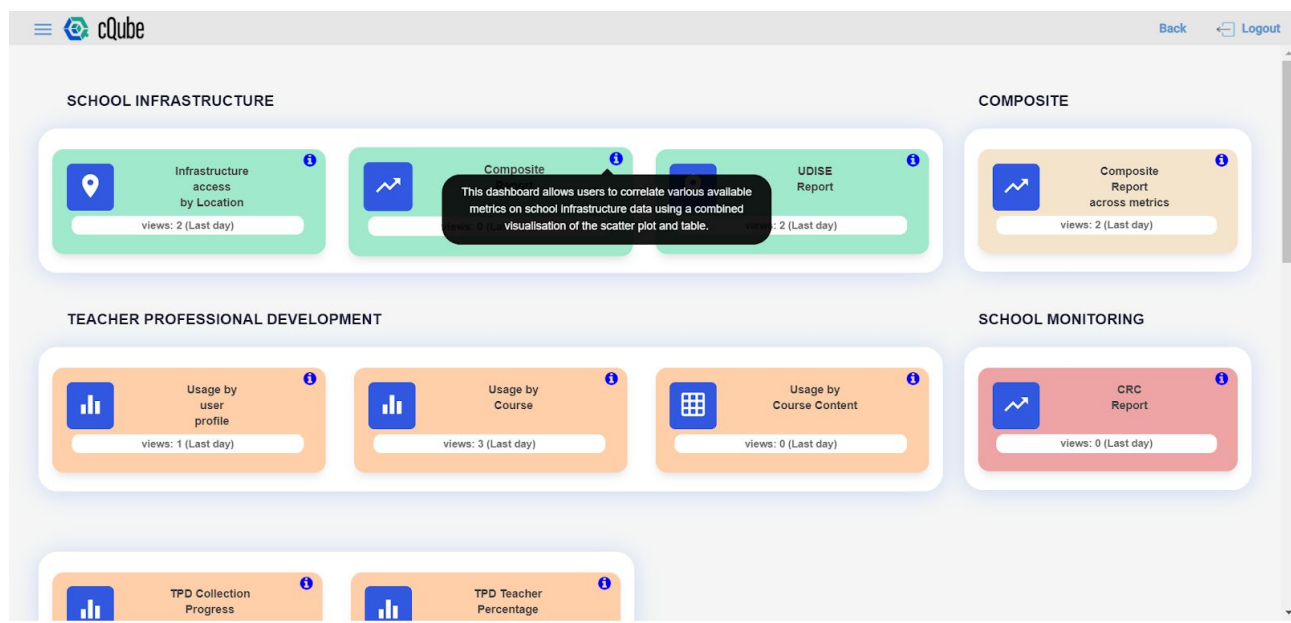 cQube
Back
Logout
SCHOOL INFRASTRUCTURE
COMPOSITE
Infrastructure
access
by Location
views: 2 (Last day)
Composite
This dashboard allows users to correlate various available
metrics on school infrastructure data using a combined
visualisation of the scatter plot and table.
UDISE
Report
views: 2 (Last day)
Composite
Report
across metrics
views: 2 (Last day)
TEACHER PROFESSIONAL DEVELOPMENT
SCHOOL MONITORING
Usage by
user
profile
views: 1 (Last day)
Usage by
Course
views: 3 (Last day)
Usage by
Course Content
views: 0 (Last day)
CRC
Report
views: 0 (Last day)
TPD Collection
Progress
TPD Teacher
Percentage